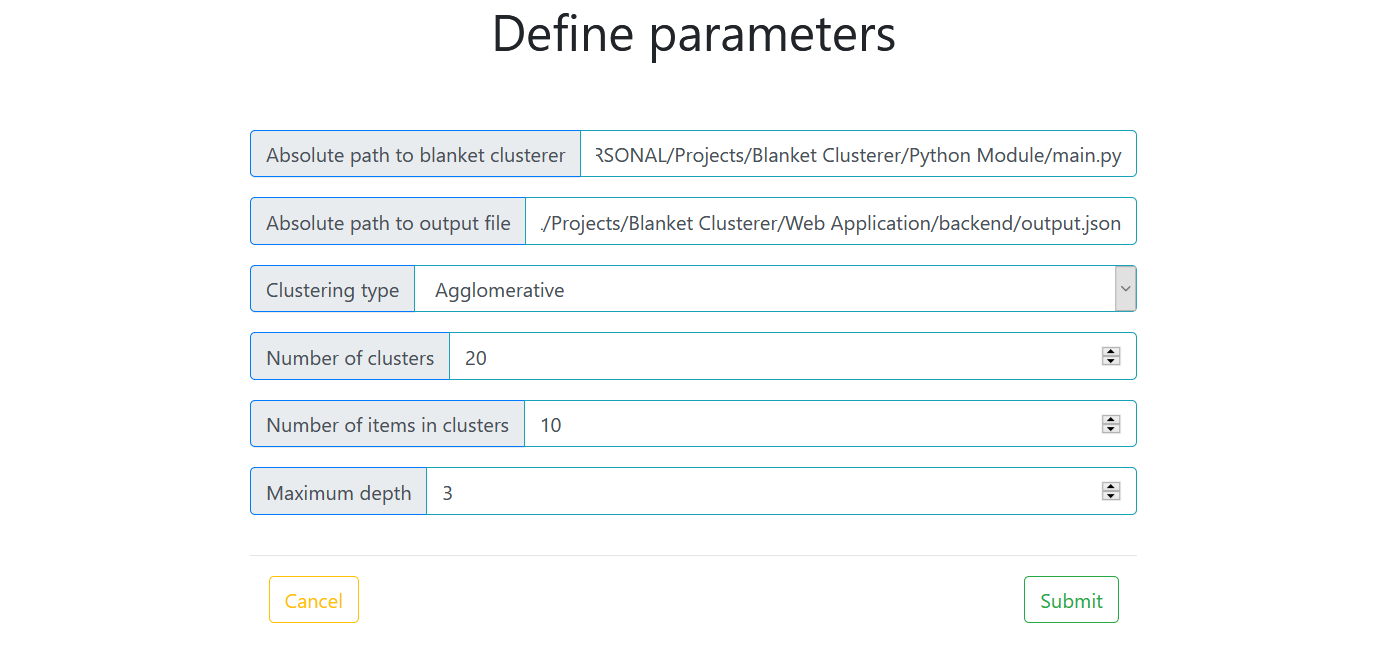 Define parameters
Absolute path to blanket clusterer RSONAL/Projects/Blanket Clusterer/Python Module/main.py
Absolute path to output file ./Projects/Blanket Clusterer/Web Application/backend/output.json
Clustering type Agglomerative
Number of clusters 20
Number of items in clusters 10
Maximum depth 3
Cancel Submit